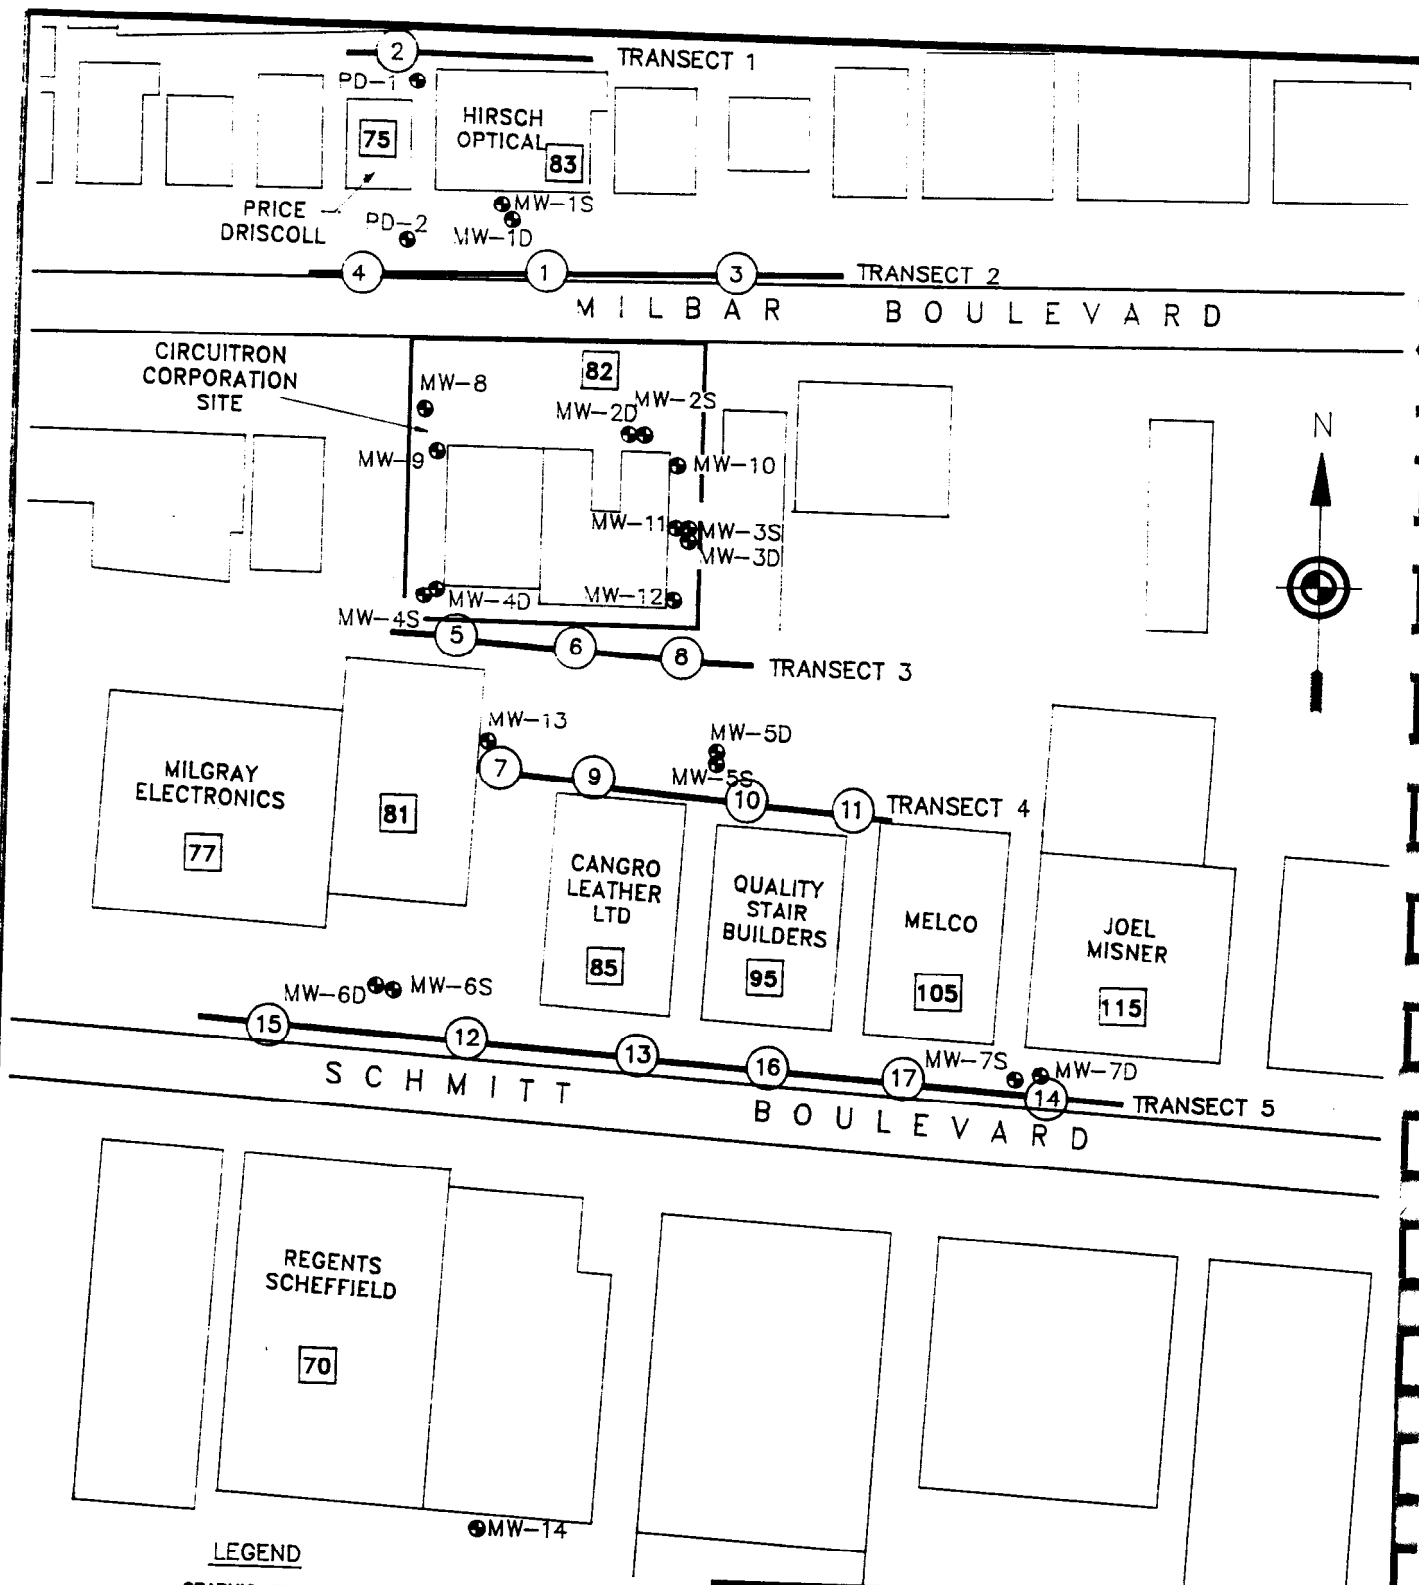 2
TRANSECT 1
PD-1
HIRSCH
OPTICAL
75
83
PRICE
DRISCOLL
PD-2
MW-1S
MW-1D
4
1
3
TRANSECT 2
MILBAR BOULEVARD
CIRCUITRON
CORPORATION
SITE
82
MW-8
MW-2S
MW-2D
MW-9
MW-10
N
MW-11
MW-3S
MW-3D
MW-4D
MW-12
MW-4S
5
6
8
TRANSECT 3
MW-13
MW-5D
MW-5S
7
9
10
11
TRANSECT 4
MILGRAY
ELECTRONICS
77
81
CANGRO
LEATHER
LTD
85
QUALITY
STAIR
BUILDERS
95
MELCO
105
JOEL
MISNER
115
MW-6D
MW-6S
15
12
13
16
17
MW-7S
MW-7D
14
TRANSECT 5
SCHMITT BOULEVARD
REGENTS
SCHEFFIELD
70
MW-14
LEGEND